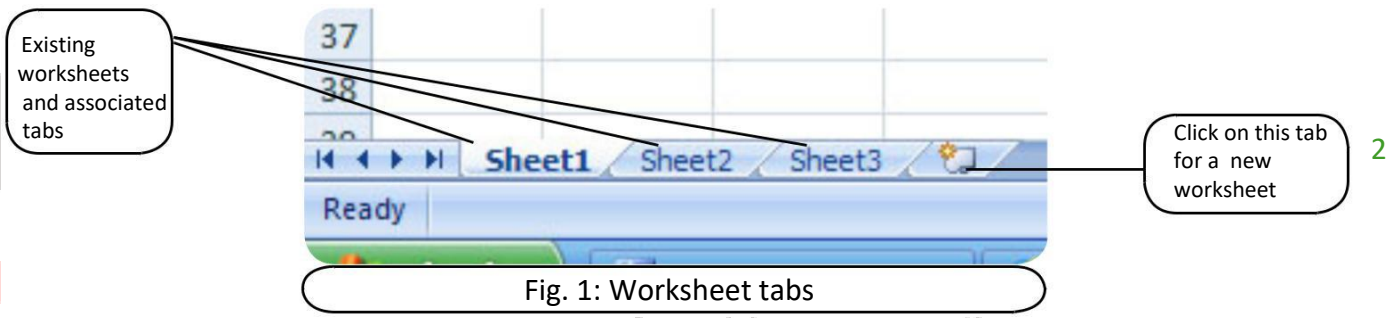 Existing
worksheets
and associated
tabs
37
38
Sheet1 Sheet2 Sheet3
Ready
Click on this tab
for a new
worksheet
2
Fig. 1: Worksheet tabs